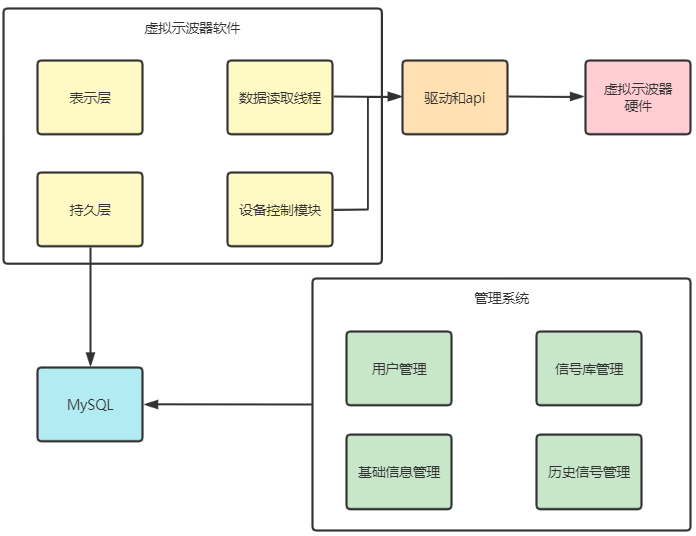 虚拟示波器软件
表示层
数据读取线程
驱动和api
虚拟示波器
硬件
持久层
设备控制模块
管理系统
用户管理
信号库管理
MySQL
基础信息管理
历史信号管理